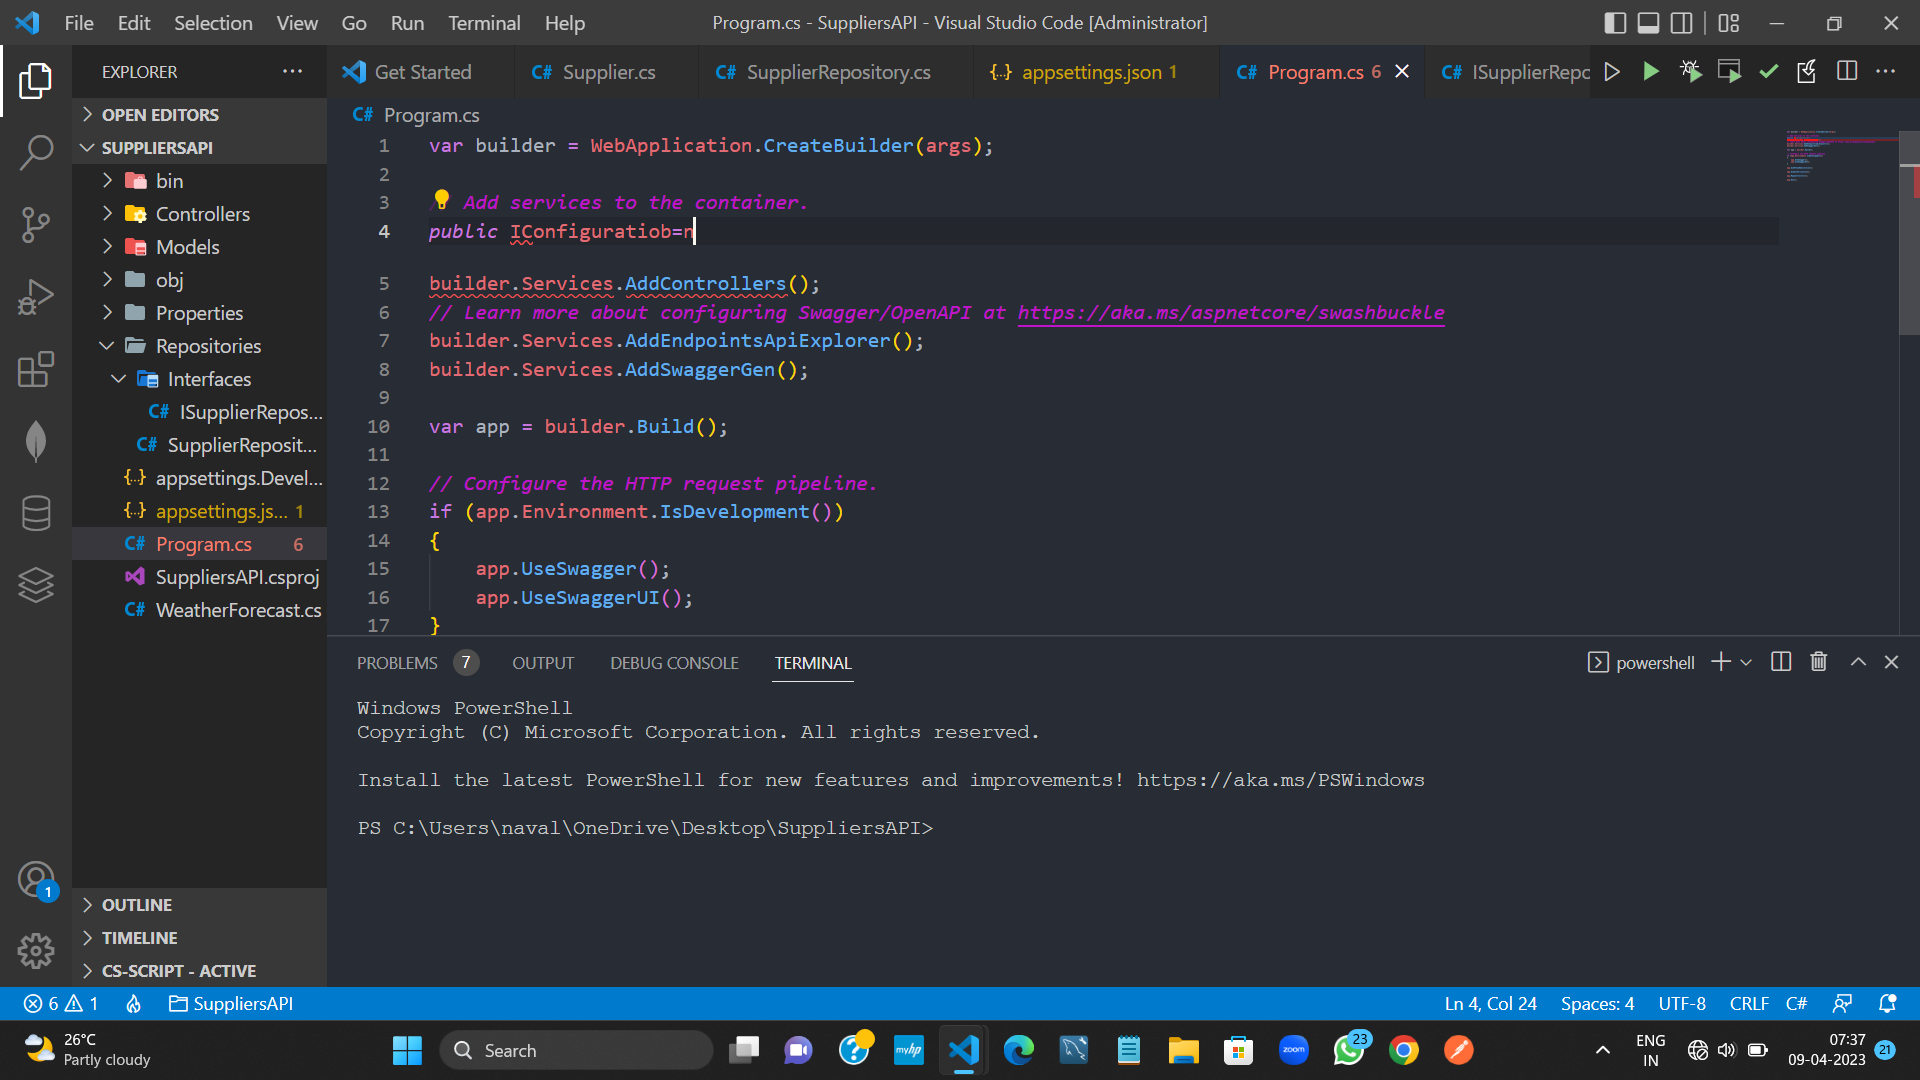 File Edit Selection View Go Run Terminal Help
Program.cs - SuppliersAPI - Visual Studio Code [Administrator]
EXPLORER
OPEN EDITORS
SUPPLIERSAPI
bin
Controllers
Models
obj
Properties
Repositories
Interfaces
C# ISupplierRepos...
C# SupplierReposit...
{..} appsettings.Devel...
{..} appsettings.js... 1
C# Program.cs 6
SuppliersAPI.csproj
C# WeatherForecast.cs
OUTLINE
TIMELINE
CS-SCRIPT - ACTIVE
Get Started C# Supplier.cs C# SupplierRepository.cs {..} appsettings.json 1 C# Program.cs 6 C# ISupplierRepo
C# Program.cs
1 var builder = WebApplication.CreateBuilder(args);
2
3 Add services to the container.
4 public IConfiguratiob=n
5 builder.Services.AddControllers();
6 // Learn more about configuring Swagger/OpenAPI at https://aka.ms/aspnetcore/swashbuckle
7 builder.Services.AddEndpointsApiExplorer();
8 builder.Services.AddSwaggerGen();
9
10 var app = builder.Build();
11
12 // Configure the HTTP request pipeline.
13 if (app.Environment.IsDevelopment())
14 {
15 app.UseSwagger();
16 app.UseSwaggerUI();
17 }
PROBLEMS 7 OUTPUT DEBUG CONSOLE TERMINAL powershell
Windows PowerShell
Copyright (C) Microsoft Corporation. All rights reserved.
Install the latest PowerShell for new features and improvements! https://aka.ms/PSWindows
PS C:\Users\naval\OneDrive\Desktop\SuppliersAPI>
1
6 1 SuppliersAPI Ln 4, Col 24 Spaces: 4 UTF-8 CRLF C#
26°C
Partly cloudy
Search
myhp
zoom
23
ENG
IN
07:37
09-04-2023
21